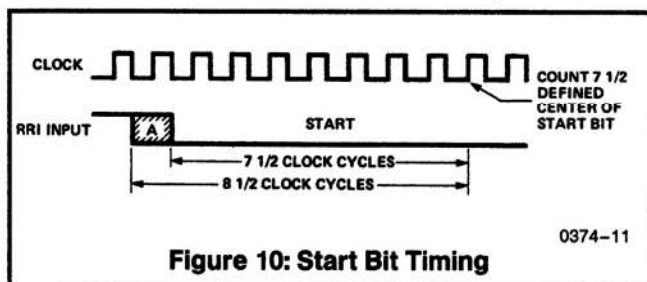 CLOCK
COUNT 7 1/2
DEFINED
CENTER OF
START BIT
RRI INPUT
A
START
7 1/2 CLOCK CYCLES
8 1/2 CLOCK CYCLES
0374–11
Figure 10: Start Bit Timing